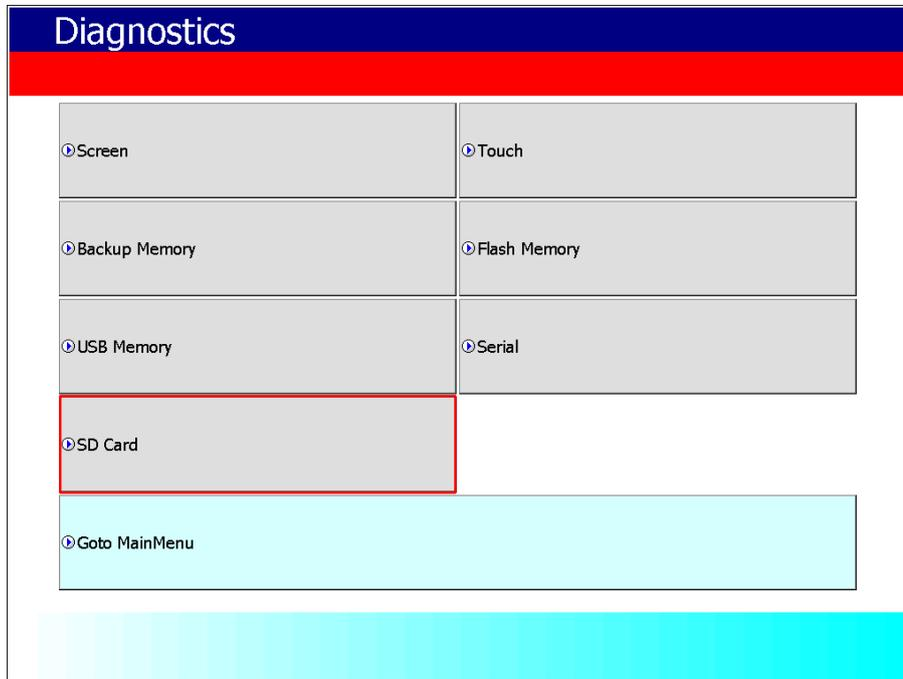 Diagnostics
Screen
Touch
Backup Memory
Flash Memory
USB Memory
Serial
SD Card
Goto MainMenu